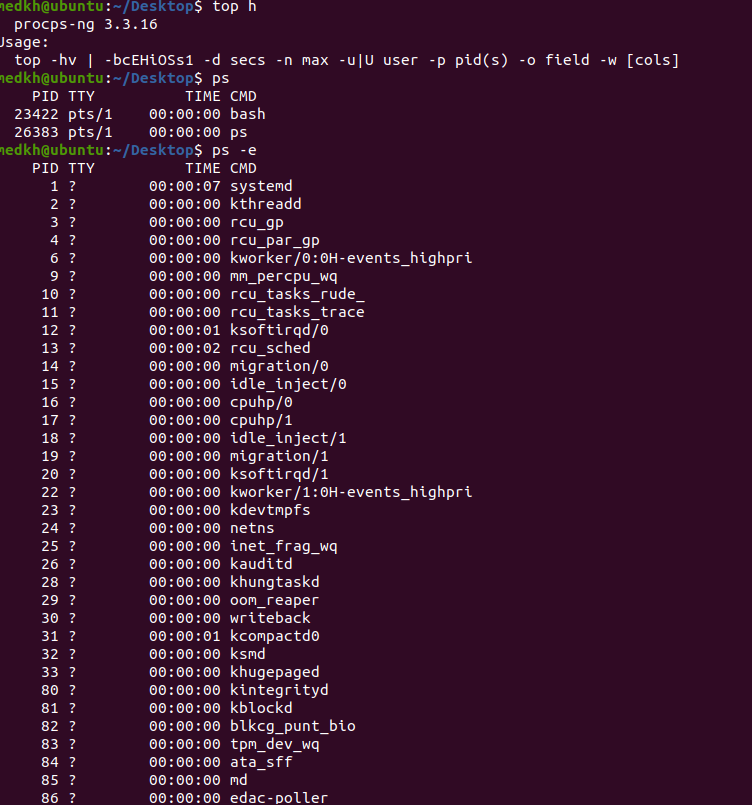 medkh@ubuntu:~/Desktop$ top h
  procps-ng 3.3.16
Usage:
  top -hv | -bcEHiOSs1 -d secs -n max -u|U user -p pid(s) -o field -w [cols]
medkh@ubuntu:~/Desktop$ ps
    PID TTY          TIME CMD
  23422 pts/1    00:00:00 bash
  26383 pts/1    00:00:00 ps
medkh@ubuntu:~/Desktop$ ps -e
    PID TTY          TIME CMD
      1 ?        00:00:07 systemd
      2 ?        00:00:00 kthreadd
      3 ?        00:00:00 rcu_gp
      4 ?        00:00:00 rcu_par_gp
      6 ?        00:00:00 kworker/0:0H-events_highpri
      9 ?        00:00:00 mm_percpu_wq
     10 ?        00:00:00 rcu_tasks_rude_
     11 ?        00:00:00 rcu_tasks_trace
     12 ?        00:00:01 ksoftirqd/0
     13 ?        00:00:02 rcu_sched
     14 ?        00:00:00 migration/0
     15 ?        00:00:00 idle_inject/0
     16 ?        00:00:00 cpuhp/0
     17 ?        00:00:00 cpuhp/1
     18 ?        00:00:00 idle_inject/1
     19 ?        00:00:00 migration/1
     20 ?        00:00:00 ksoftirqd/1
     22 ?        00:00:00 kworker/1:0H-events_highpri
     23 ?        00:00:00 kdevtmpfs
     24 ?        00:00:00 netns
     25 ?        00:00:00 inet_frag_wq
     26 ?        00:00:00 kauditd
     28 ?        00:00:00 khungtaskd
     29 ?        00:00:00 oom_reaper
     30 ?        00:00:00 writeback
     31 ?        00:00:01 kcompactd0
     32 ?        00:00:00 ksmd
     33 ?        00:00:00 khugepaged
     80 ?        00:00:00 kintegrityd
     81 ?        00:00:00 kblockd
     82 ?        00:00:00 blkcg_punt_bio
     83 ?        00:00:00 tpm_dev_wq
     84 ?        00:00:00 ata_sff
     85 ?        00:00:00 md
     86 ?        00:00:00 edac-poller